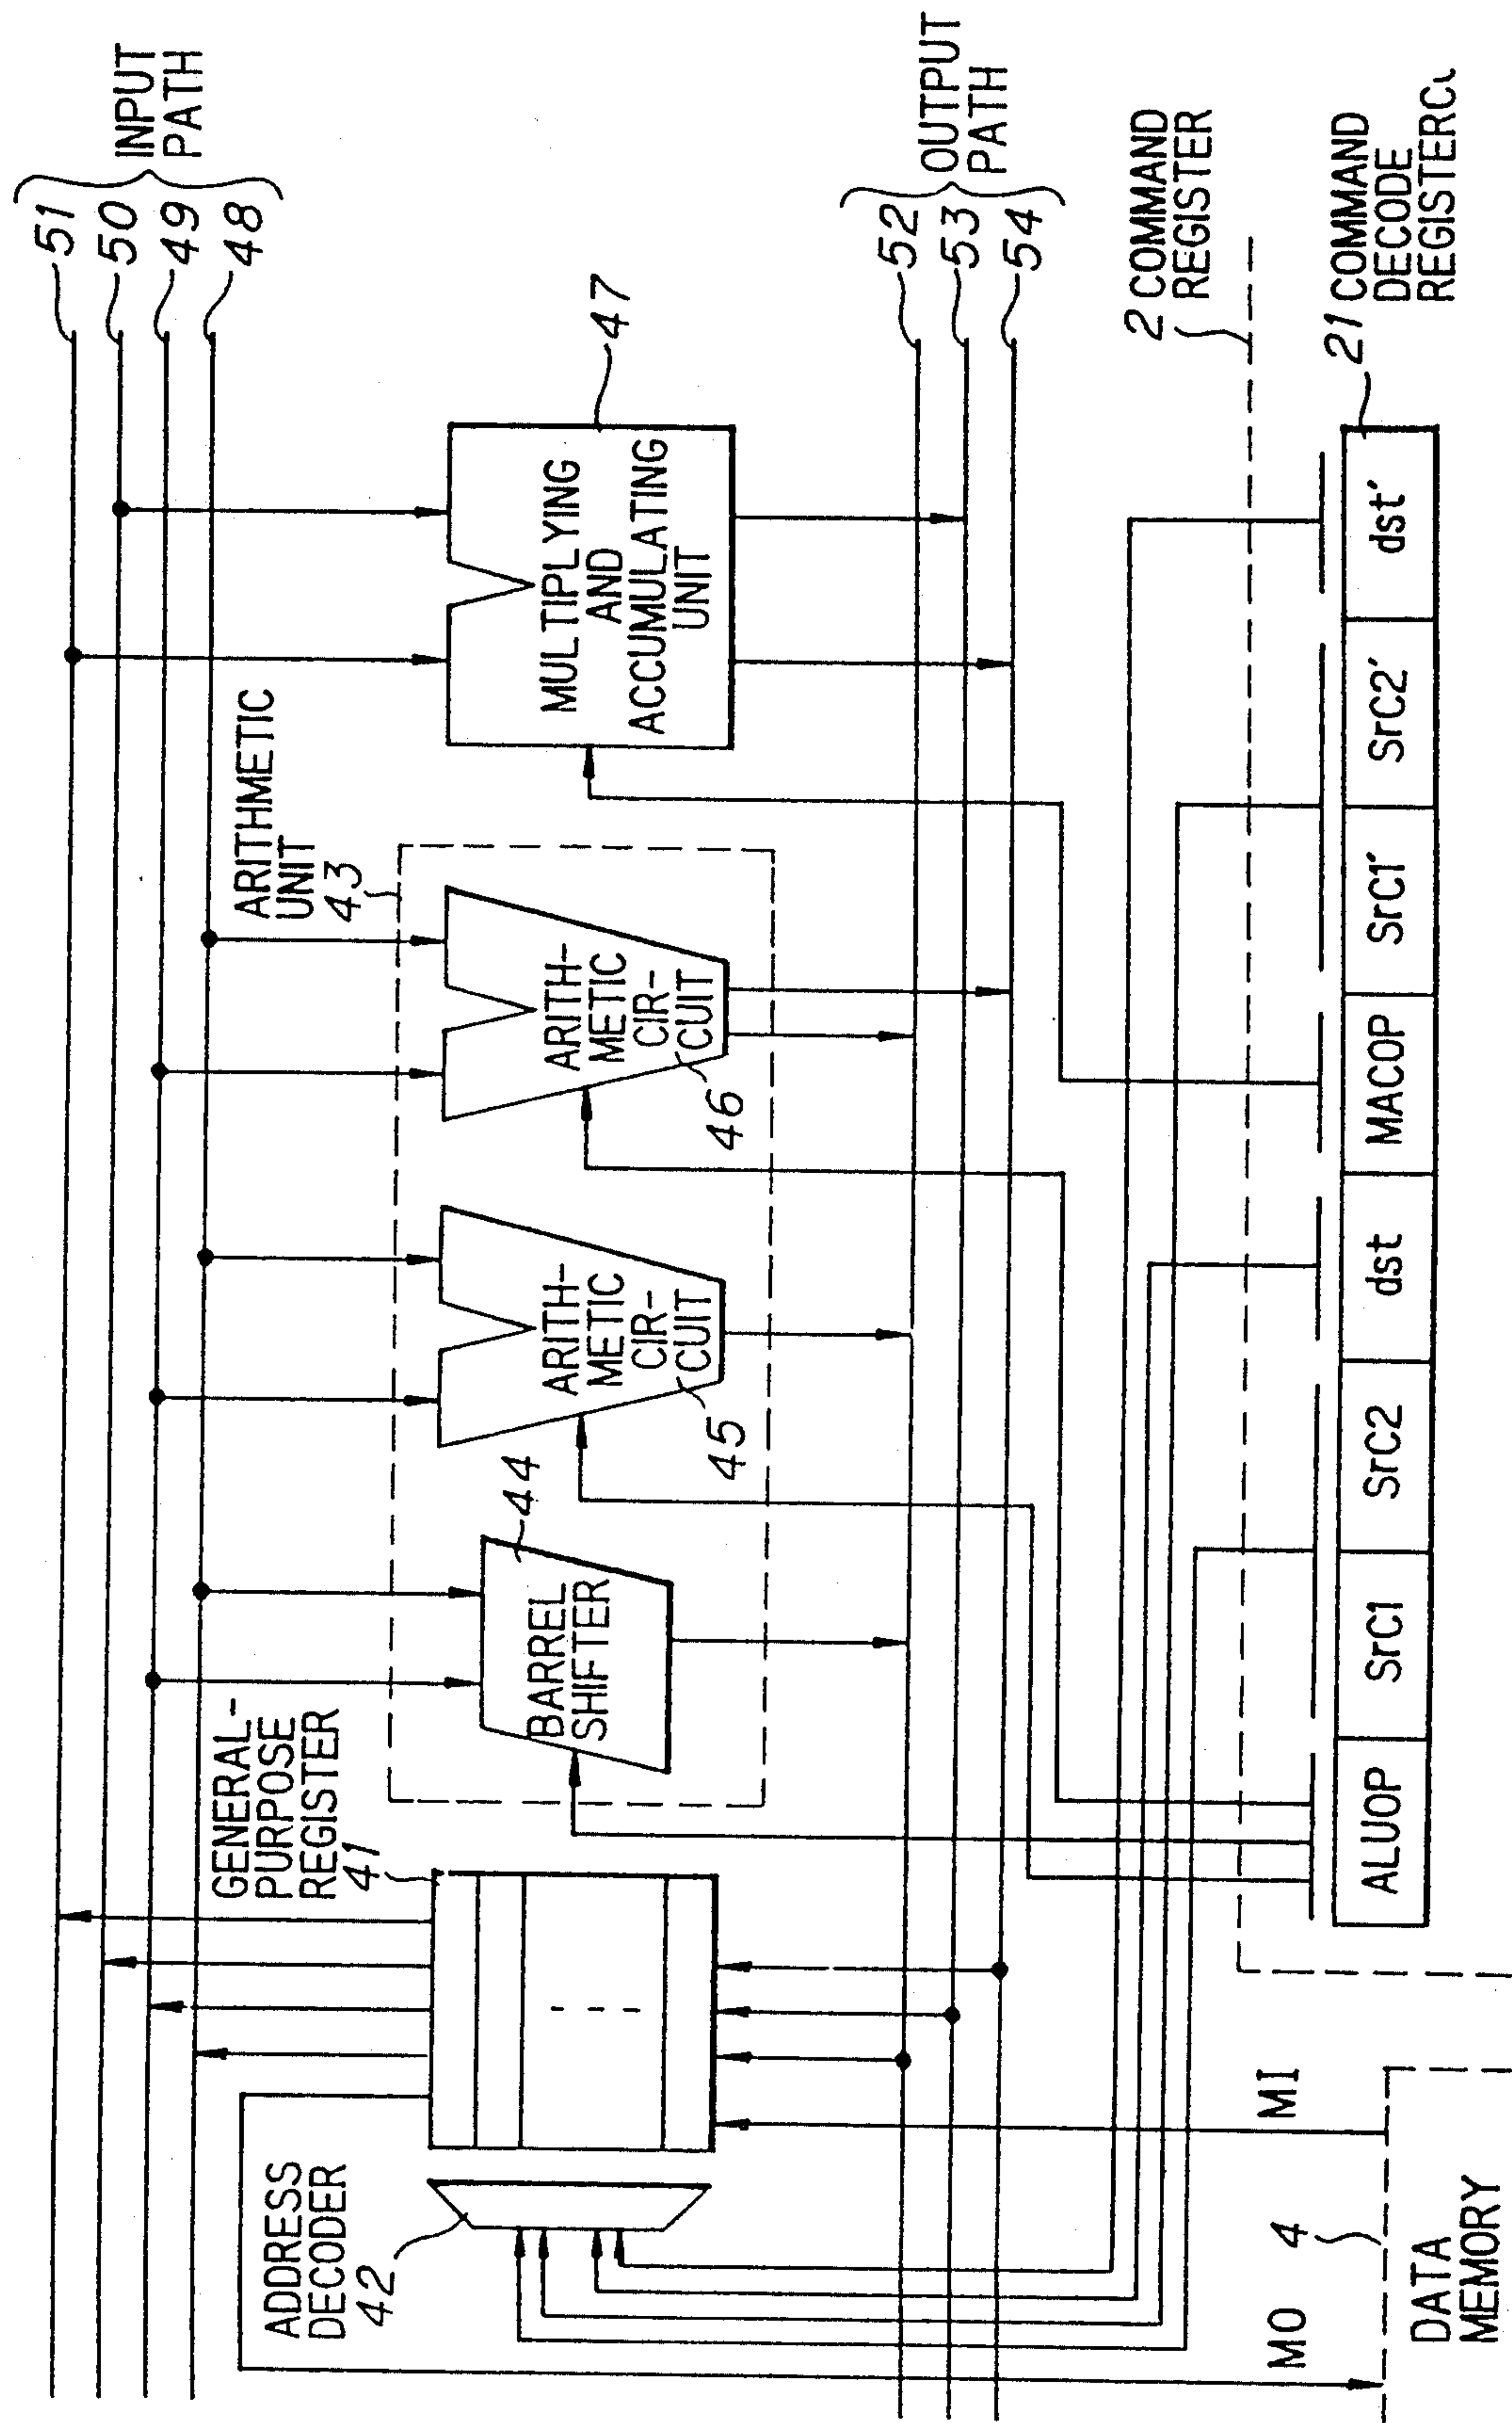 51
50
49
48
INPUT
PATH
GENERAL-
PURPOSE
REGISTER
41
ADDRESS
DECODER
42
ARITHMETIC
UNIT
43
BARREL
SHIFTER
44
ARITH-
METIC
CIR-
CUIT
45
ARITH-
METIC
CIR-
CUIT
46
MULTIPLYING
AND
ACCUMULATING
UNIT
47
52
53
54
OUTPUT
PATH
MO
MI
4
DATA
MEMORY
2 COMMAND
REGISTER
21 COMMAND
DECODE
ALUOP
SrC1
SrC2
dst
MACOP
SrC1'
SrC2'
dst'